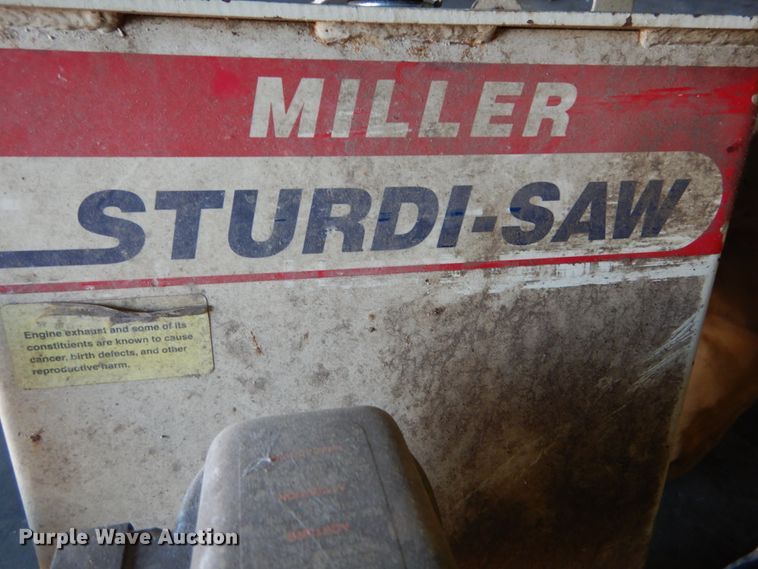 MILLER
STURDI-SAW
Engine exhaust and some of its
constituents are known to cause
cancer, birth defects, and other
reproductive harm.
Purple Wave Auction